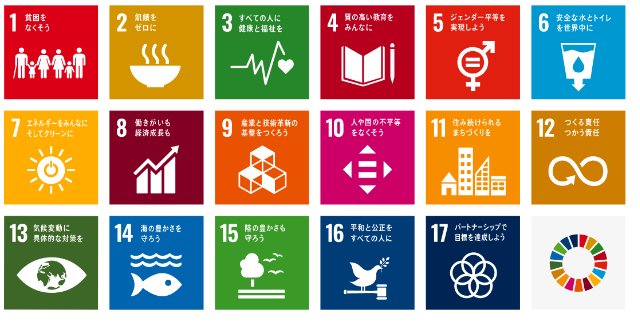 1 貧困を
なくそう
2 飢餓を
ゼロに
3 すべての人に
健康と福祉を
4 質の高い教育を
みんなに
5 ジェンダー平等を
実現しよう
6 安全な水とトイレ
を世界中に
7 エネルギーをみんなに
そしてクリーンに
8 働きがいも
経済成長も
9 産業と技術革新の
基盤をつくろう
10 人や国の不平等
をなくそう
11 住み続けられる
まちづくりを
12 つくる責任
つかう責任
13 気候変動に
具体的な対策を
14 海の豊かさを
守ろう
15 陸の豊かさも
守ろう
16 平和と公正を
すべての人に
17 パートナーシップで
目標を達成しよう